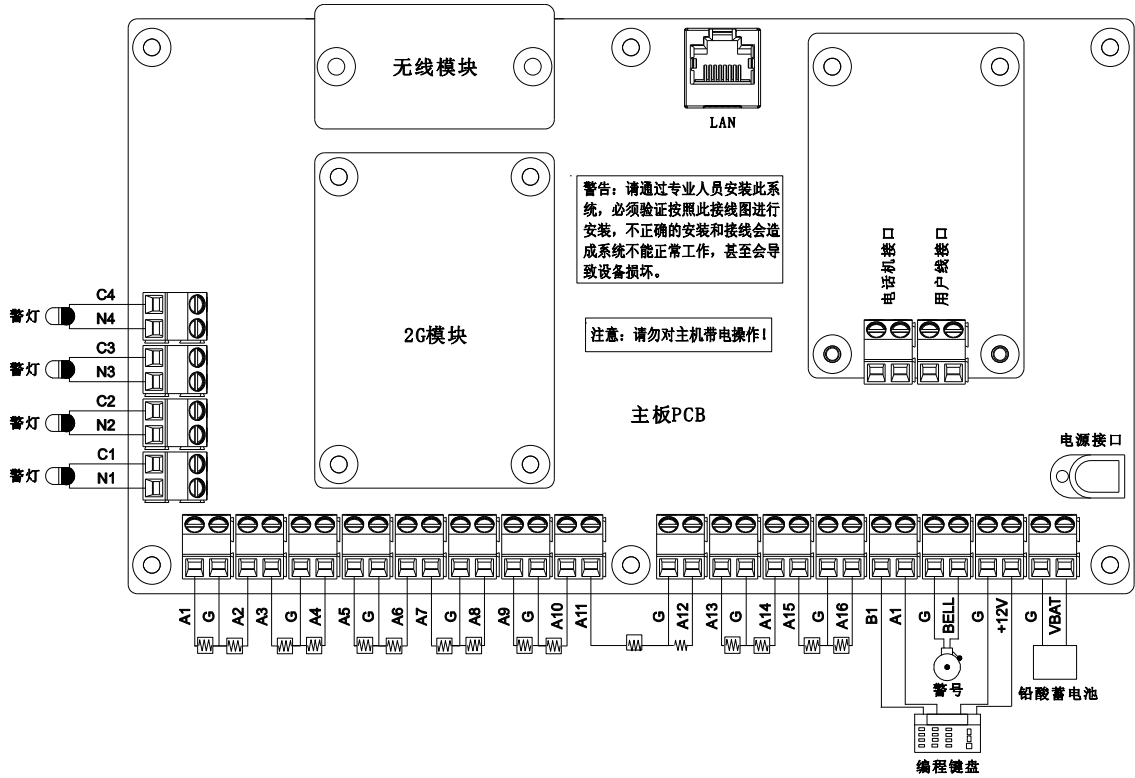 无线模块
LAN
警告：请通过专业人员安装此系
统，必须验证按照此接线图进行
安装，不正确的安装和接线会造
成系统不能正常工作，甚至会导
致设备损坏。
电话机接口
用户线接口
注意：请勿对主机带电操作！
2G模块
主板PCB
电源接口
C4
警灯
N4
C3
警灯
N3
C2
警灯
N2
C1
警灯
N1
A1 G A2 A3 G A4 A5 G A6 A7 G A8 A9 G A10 A11 G A12 A13 G A14 A15 G A16 B1 A1 G BELL G +12V G VBAT
警号
铅酸蓄电池
编程键盘